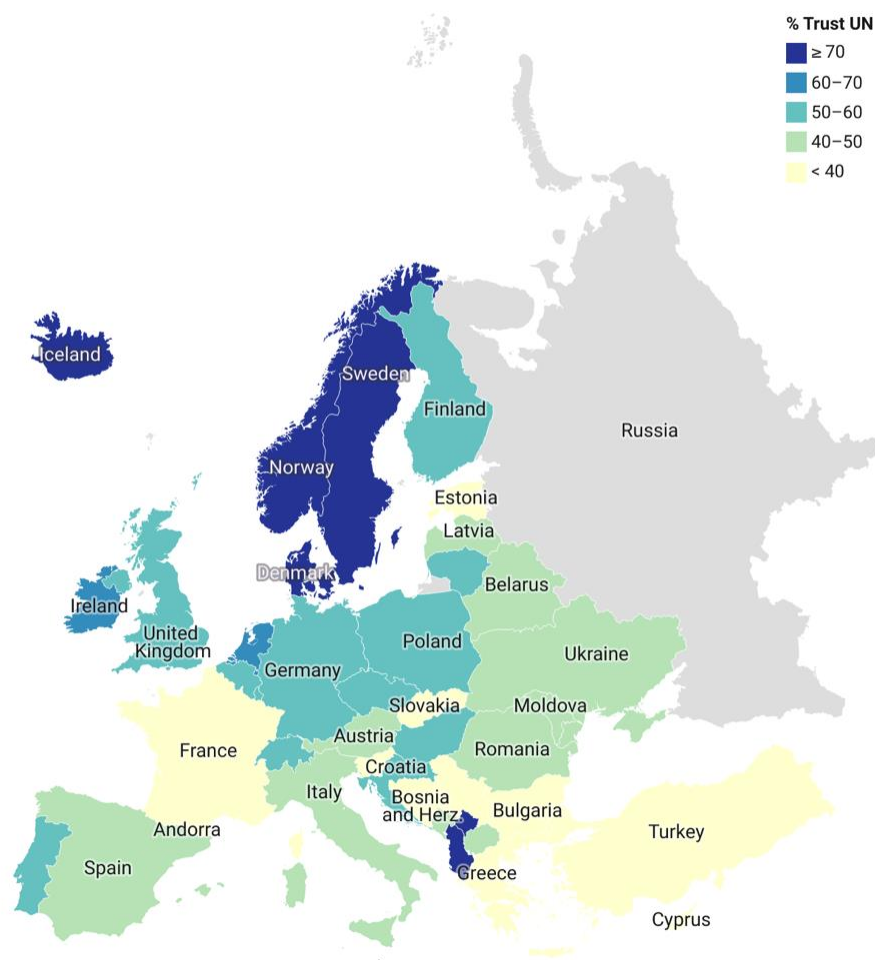 % Trust UN
≥ 70
60–70
50–60
40–50
< 40
Iceland
Sweden
Finland
Russia
Norway
Estonia
Latvia
Denmark
Belarus
Ireland
United
Kingdom
Poland
Ukraine
Germany
Slovakia
Moldova
Austria
France
Romania
Croatia
Italy
Bosnia
and Herz.
Bulgaria
Andorra
Turkey
Spain
Greece
Cyprus